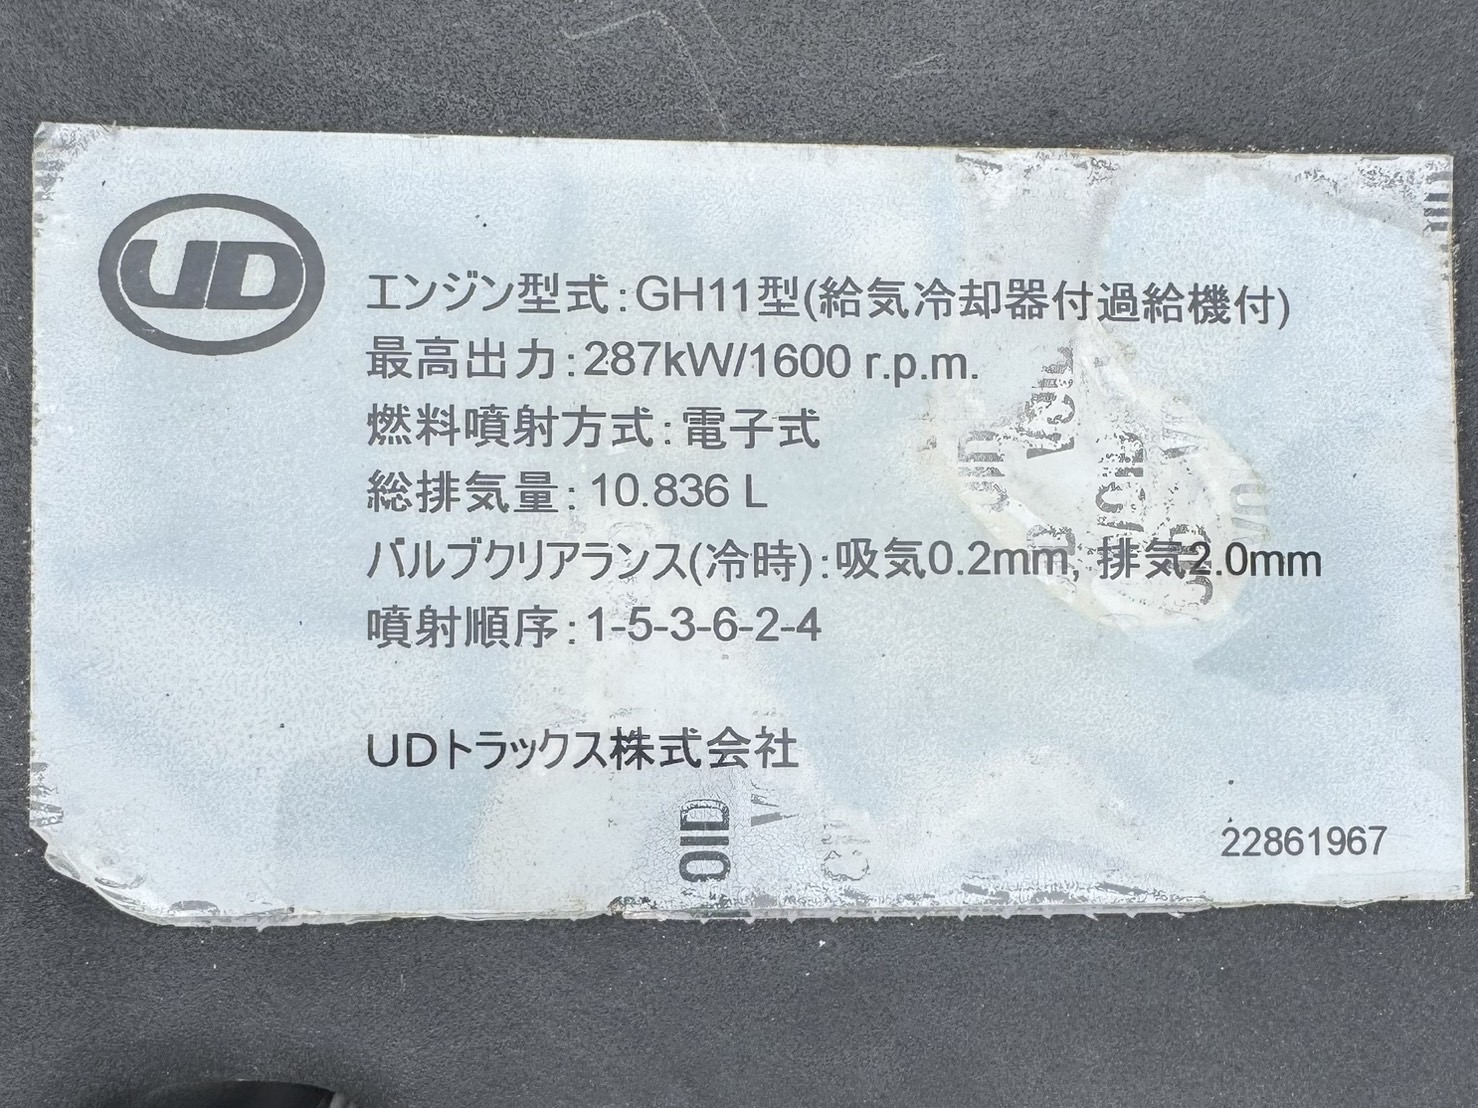 UD
エンジン型式:GH11型(給気冷却器付過給機付)
最高出力:287kW/1600 r.p.m.
燃料噴射方式:電子式
総排気量:10.836 L
バルブクリアランス(冷時):吸気0.2mm, 排気2.0mm
噴射順序:1-5-3-6-2-4
UDトラックス株式会社
22861967